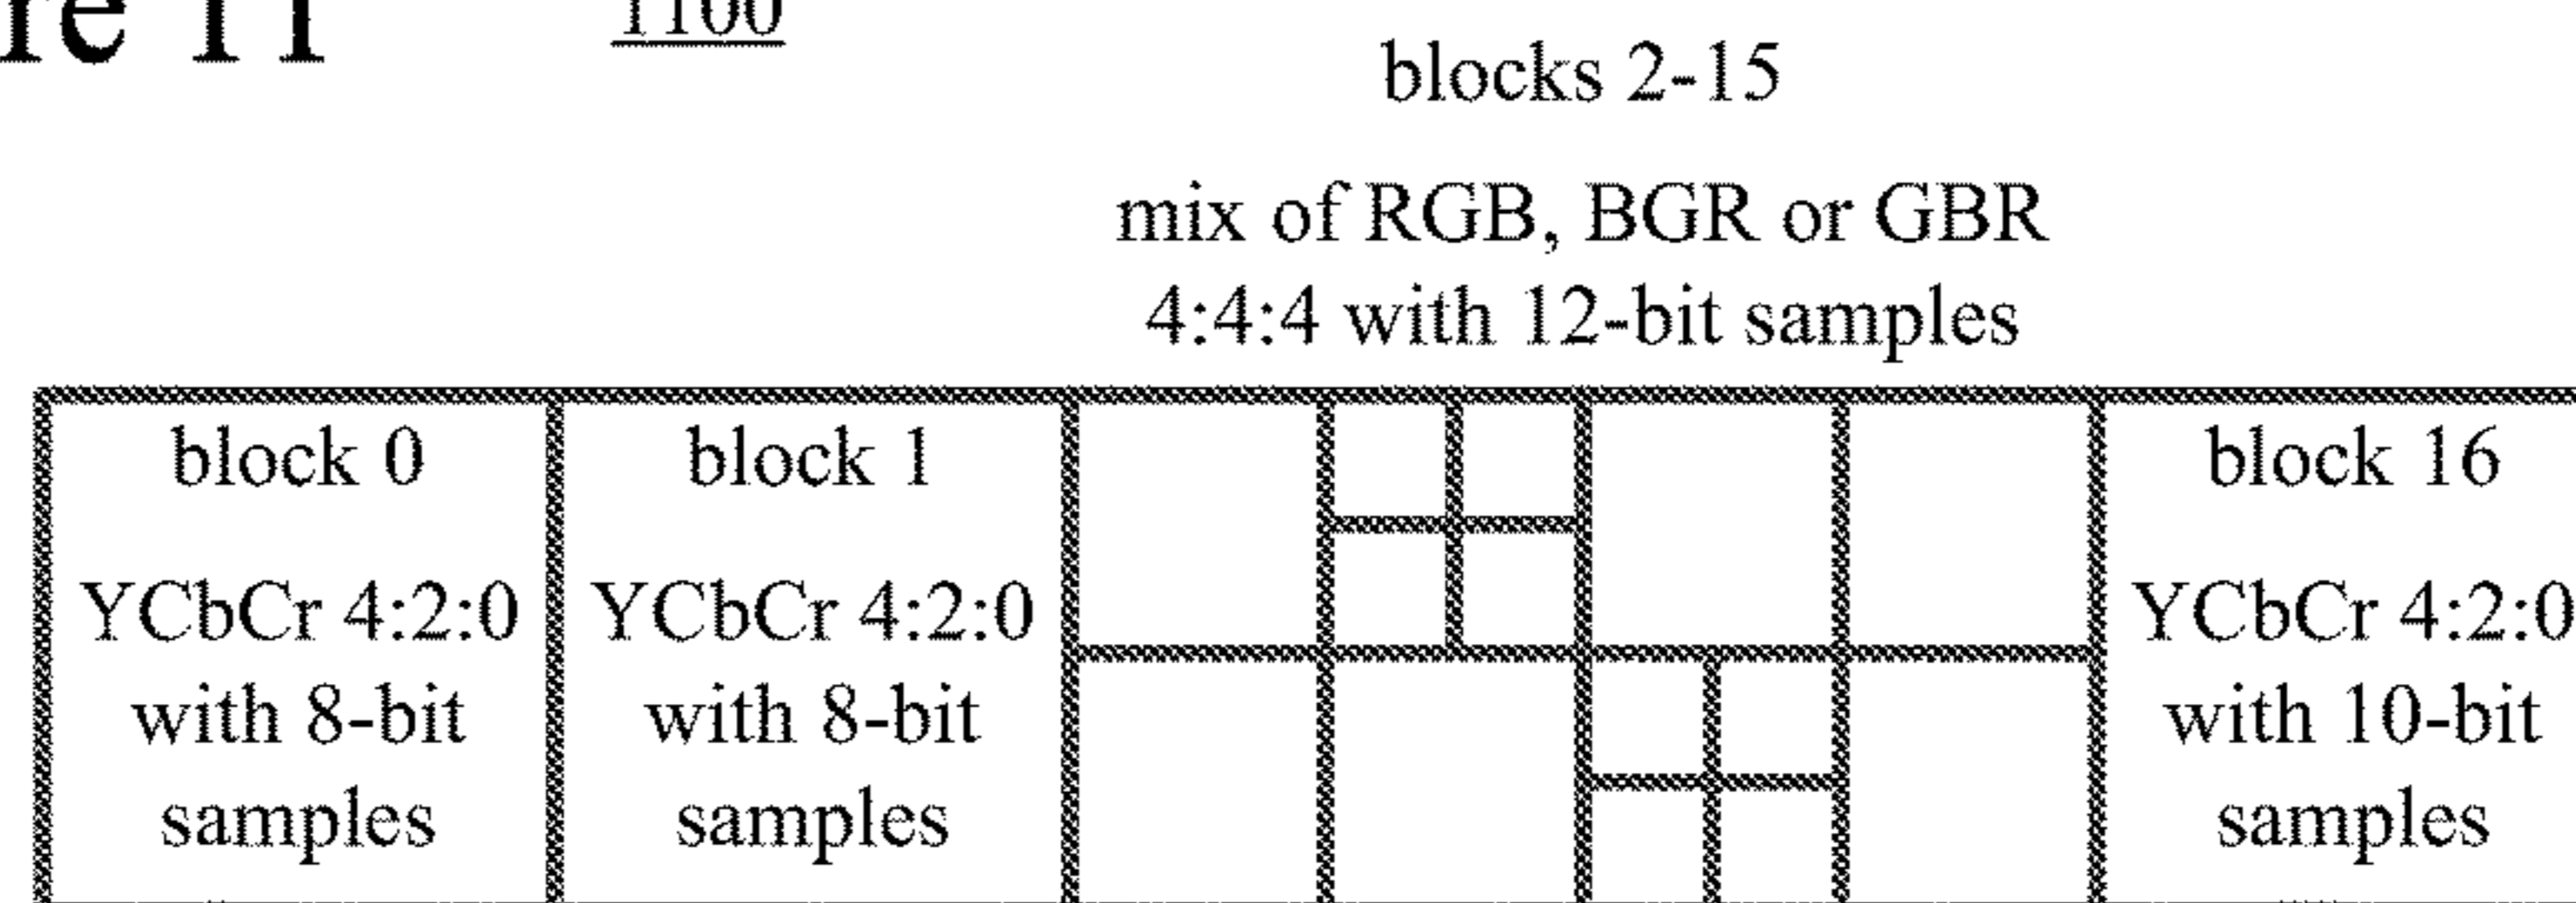 re 11 1100
blocks 2-15
mix of RGB, BGR or GBR
4:4:4 with 12-bit samples
block 0
YCbCr 4:2:0
with 8-bit
samples
block 1
YCbCr 4:2:0
with 8-bit
samples
block 16
YCbCr 4:2:0
with 10-bit
samples